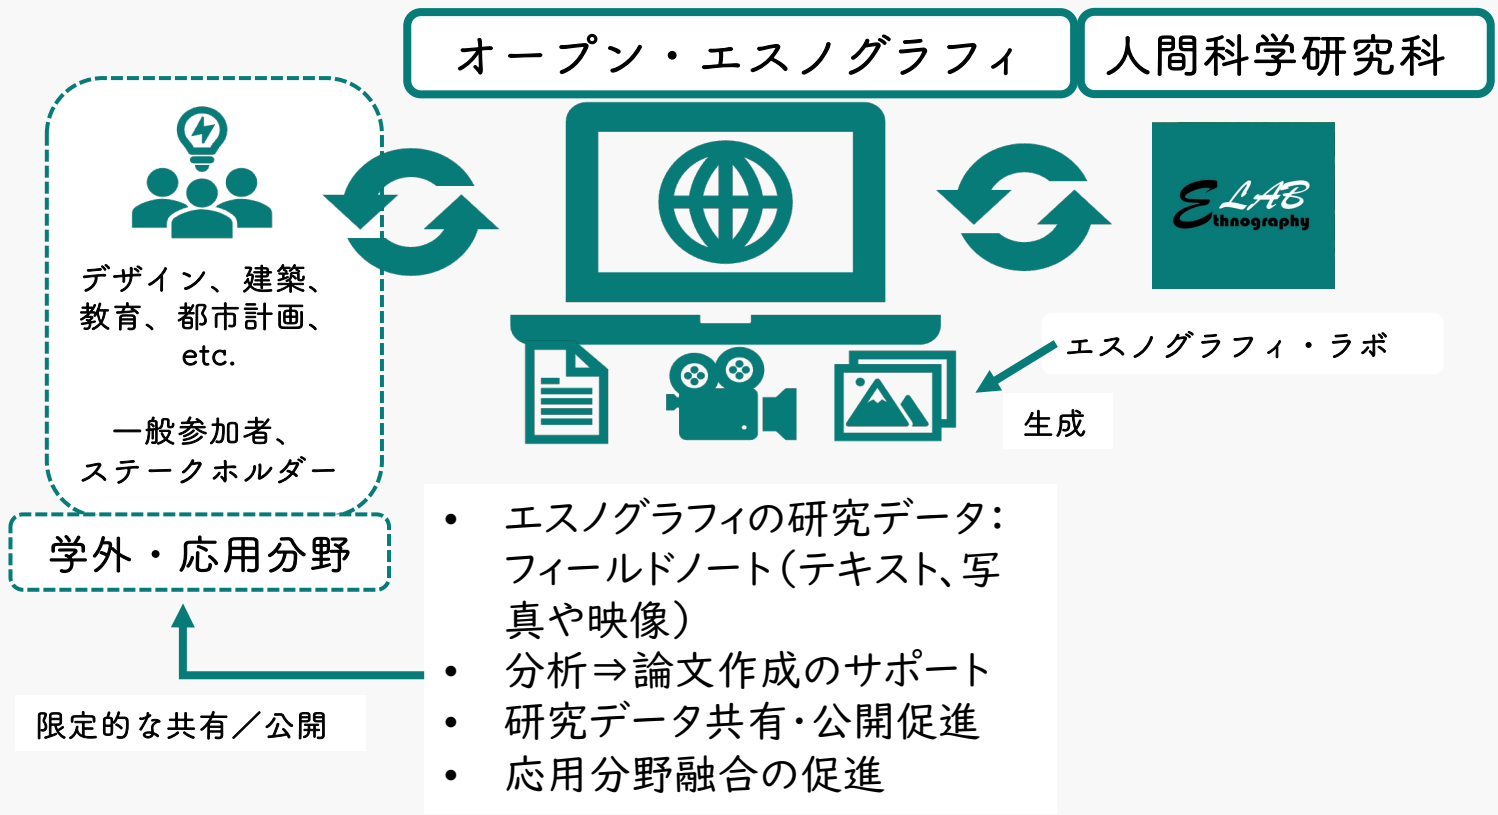 オープン・エスノグラフィ
人間科学研究科
デザイン、建築、
教育、都市計画、
etc.
一般参加者、
ステークホルダー
学外・応用分野
限定的な共有／公開
ELAB
Ethnography
エスノグラフィ・ラボ
生成
• エスノグラフィの研究データ：
フィールドノート（テキスト、写
真や映像）
• 分析⇒論文作成のサポート
• 研究データ共有・公開促進
• 応用分野融合の促進